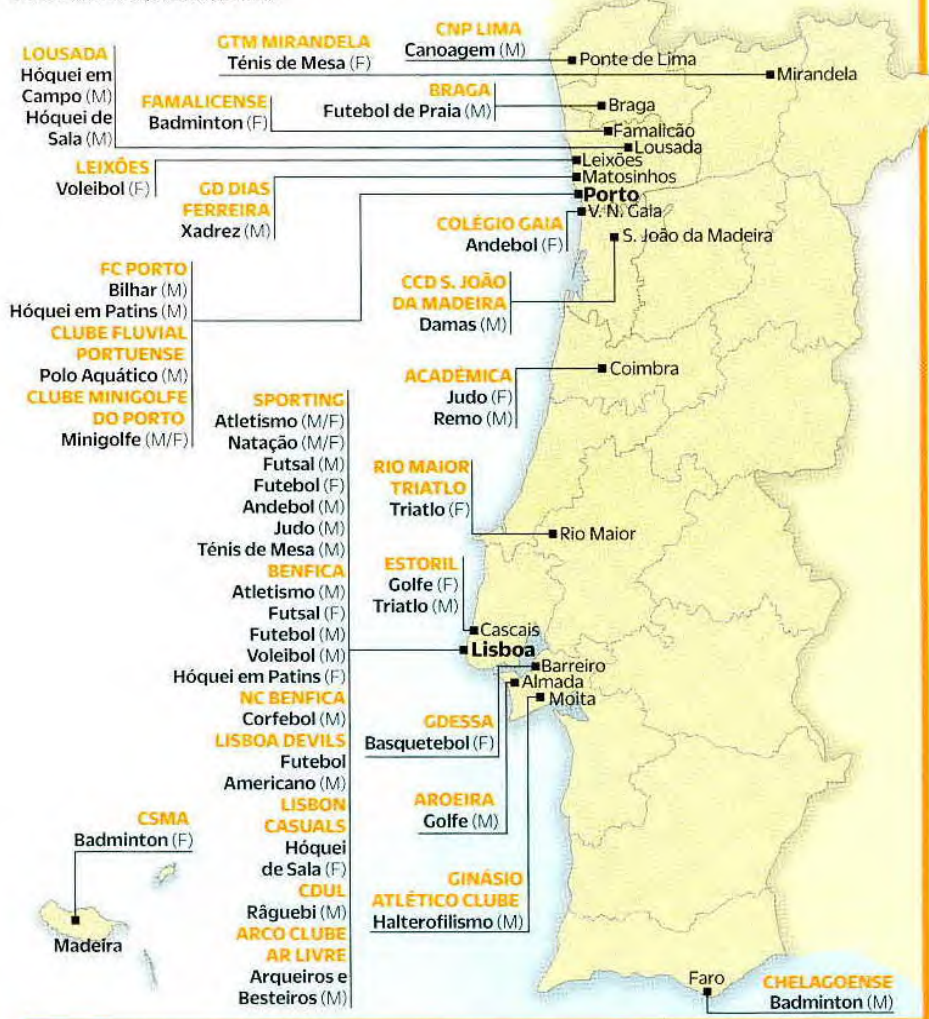 CNP LIMA
Canoagem (M)
GTM MIRANDELA
Ténis de Mesa (F)
LOUSADA
Hóquei em
Campo (M)
Hóquei de
Sala (M)
FAMALICENSE
Badminton (F)
BRAGA
Futebol de Praia (M)
LEIXÕES
Voleibol (F)
GD DIAS
FERREIRA
Xadrez (M)
COLÉGIO GAIA
Andebol (F)
FC PORTO
Bilhar (M)
Hóquei em Patins (M)
CLUBE FLUVIAL
PORTUENSE
Polo Aquático (M)
CLUBE MINIGOLFE
DO PORTO
Minigolfe (M/F)
CCD S. JOÃO
DA MADEIRA
Damas (M)
ACADÉMICA
Judo (F)
Remo (M)
SPORTING
Atletismo (M/F)
Natação (M/F)
Futsal (M)
Futebol (F)
Andebol (M)
Judo (M)
Ténis de Mesa (M)
BENFICA
Atletismo (M)
Futsal (F)
Futebol (M)
Voleibol (M)
Hóquei em Patins (F)
NC BENFICA
Corfebol (M)
LISBOA DEVILS
Futebol
Americano (M)
LISBON
CASUALS
Hóquei
de Sala (F)
CDUL
Râguebi (M)
ARCO CLUBE
AR LIVRE
Arqueiros e
Besteiros (M)
RIO MAIOR
TRIATLO
Triatlo (F)
ESTORIL
Golfe (F)
Triatlo (M)
GDESSA
Basquetebol (F)
AROEIRA
Golfe (M)
GINÁSIO
ATLÉTICO CLUBE
Halterofilismo (M)
CSMA
Badminton (F)
Madeira
CHELAGOENSE
Badminton (M)
Ponte de Lima
Mirandela
Braga
Famalicão
Lousada
Leixões
Matosinhos
Porto
V. N. Gaia
S. João da Madeira
Coimbra
Rio Maior
Cascais
Lisboa
Barreiro
Almada
Moita
Faro